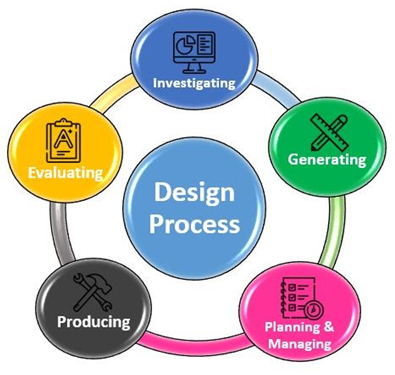 Investigating
Generating
Planning &
Managing
Producing
Evaluating
Design
Process